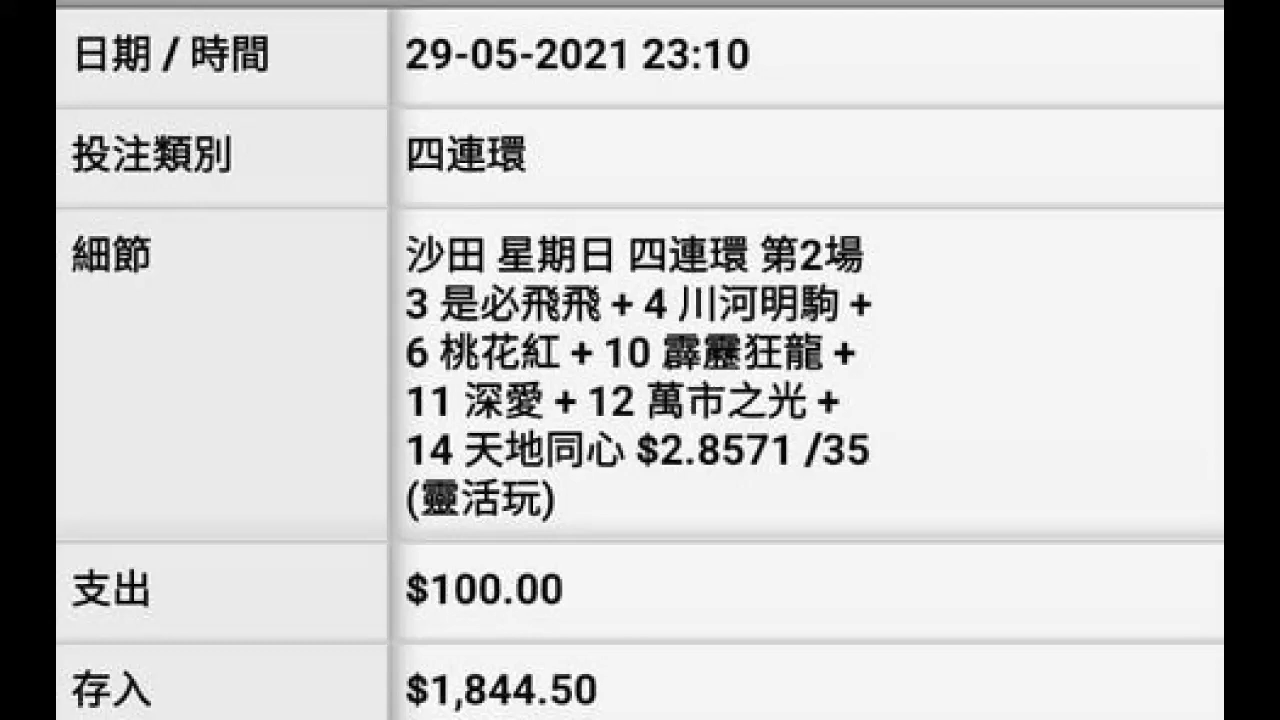 日期 / 時間
29-05-2021 23:10
投注類別
四連環
細節
沙田 星期日 四連環 第2場
3 是必飛飛 + 4 川河明駒 +
6 桃花紅 + 10 霹靂狂龍 +
11 深愛 + 12 萬市之光 +
14 天地同心 $2.8571 /35
(靈活玩)
支出
$100.00
存入
$1,844.50